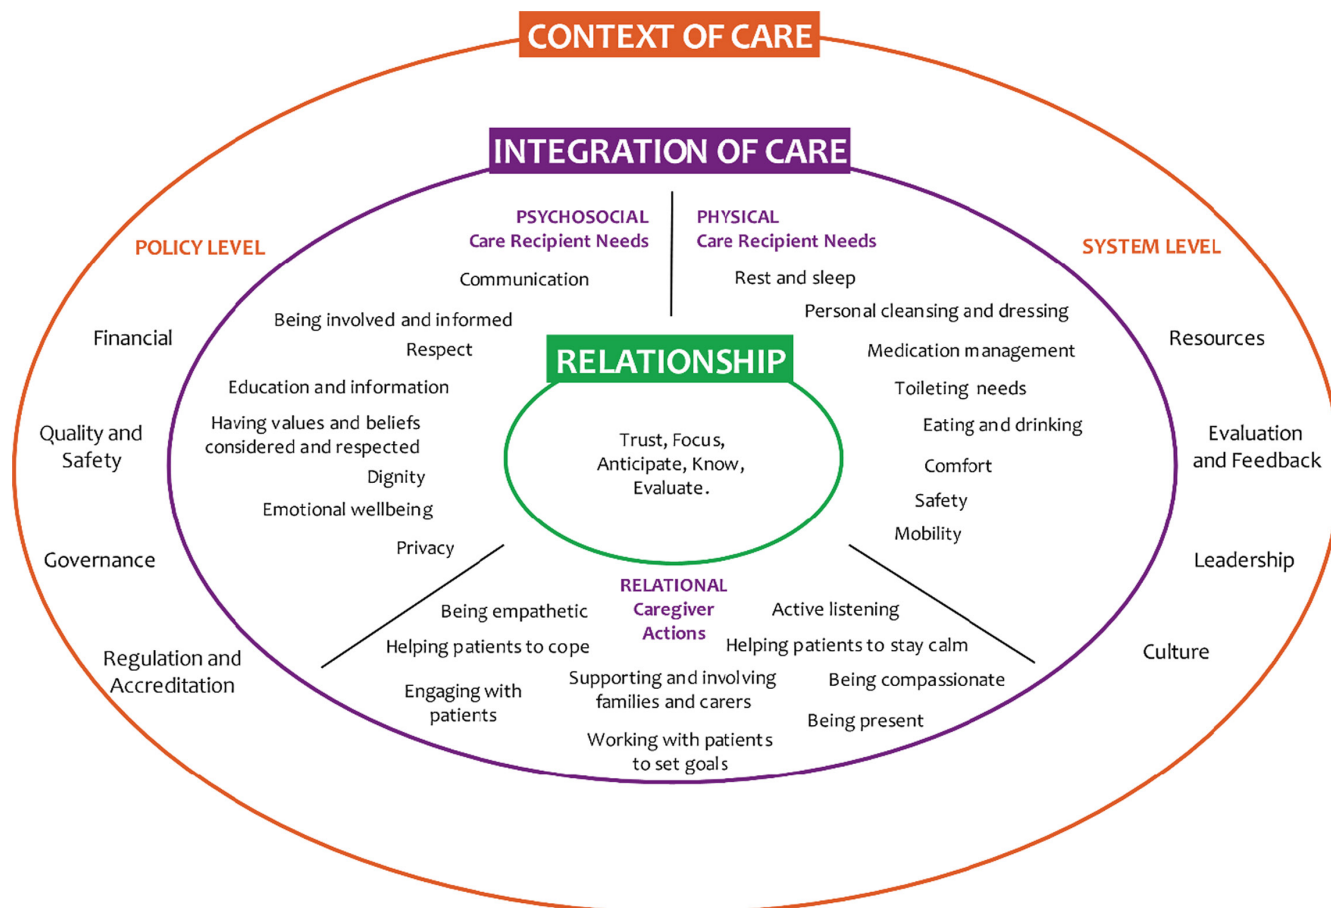 CONTEXT OF CARE
INTEGRATION OF CARE
POLICY LEVEL
Financial
Quality and
Safety
Governance
Regulation and
Accreditation
PSYCHOSOCIAL
Care Recipient Needs
Communication
Being involved and informed
Respect
Education and information
Having values and beliefs
considered and respected
Dignity
Emotional wellbeing
Privacy
PHYSICAL
Care Recipient Needs
Rest and sleep
Personal cleansing and dressing
Medication management
Toileting needs
Eating and drinking
Comfort
Safety
Mobility
RELATIONSHIP
Trust, Focus,
Anticipate, Know,
Evaluate.
RELATIONAL
Caregiver
Actions
Being empathetic
Helping patients to cope
Engaging with
patients
Supporting and involving
families and carers
Working with patients
to set goals
Active listening
Helping patients to stay calm
Being compassionate
Being present
SYSTEM LEVEL
Resources
Evaluation
and Feedback
Leadership
Culture